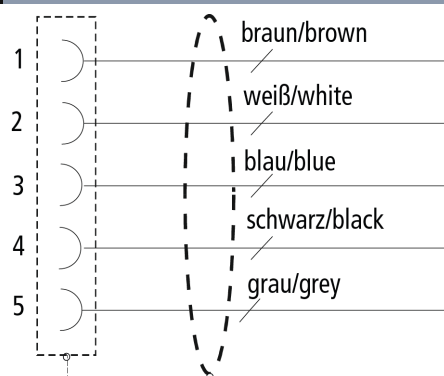 1 braun/brown
2 weiß/white
3 blau/blue
4 schwarz/black
5 grau/grey